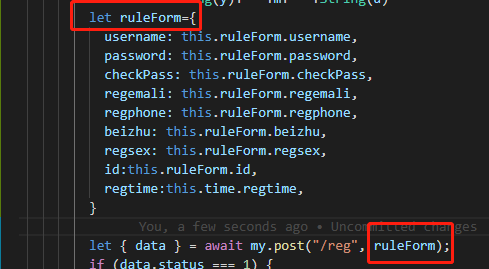 let ruleForm={
username: this.ruleForm.username,
password: this.ruleForm.password,
checkPass: this.ruleForm.checkPass,
regemali: this.ruleForm.regemali,
regphone: this.ruleForm.regphone,
beizhu: this.ruleForm.beizhu,
regsex: this.ruleForm.regsex,
id:this.ruleForm.id,
regtime:this.time.regtime,
}
You, a few seconds ago • Uncommitted changes
let { data } = await my.post("/reg", ruleForm);
if (data.status === 1) {